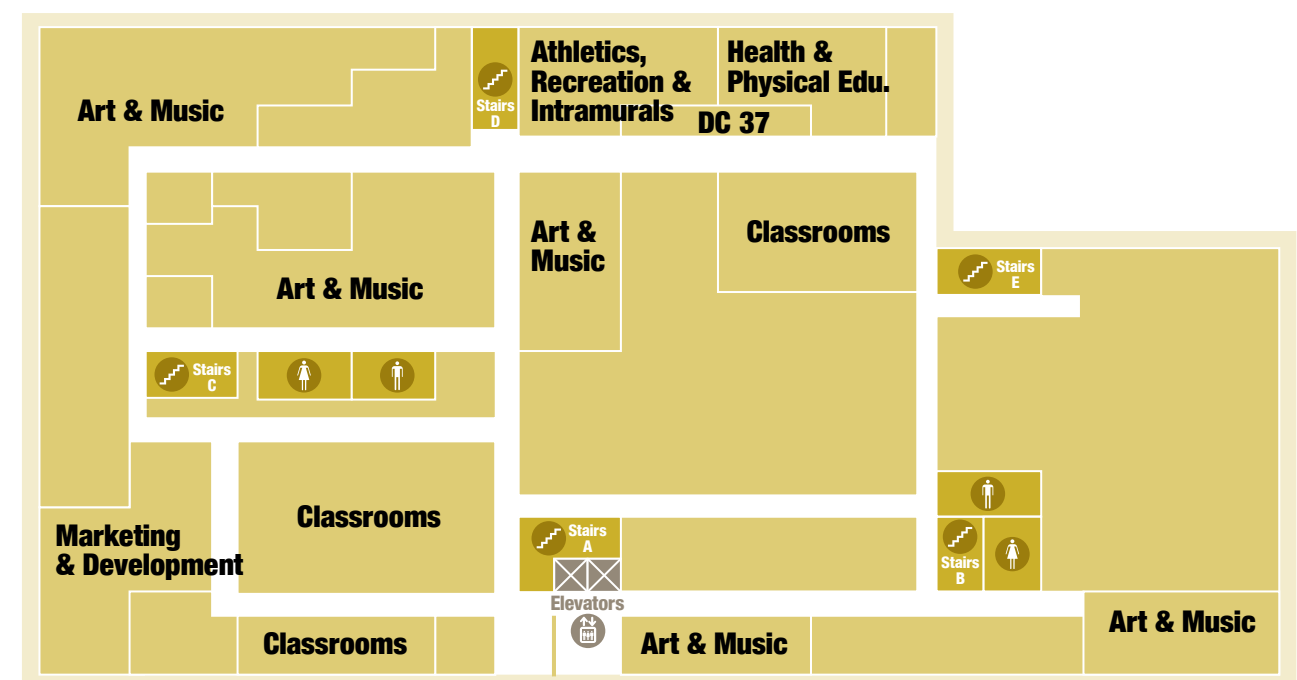 Athletics,
Recreation &
Intramurals
Health &
Physical Edu.
Art & Music
Stairs
D
DC 37
Art &
Music
Classrooms
Art & Music
Stairs
E
Stairs
C
Classrooms
Marketing
& Development
Stairs
A
Stairs
B
Elevators
Classrooms
Art & Music
Art & Music